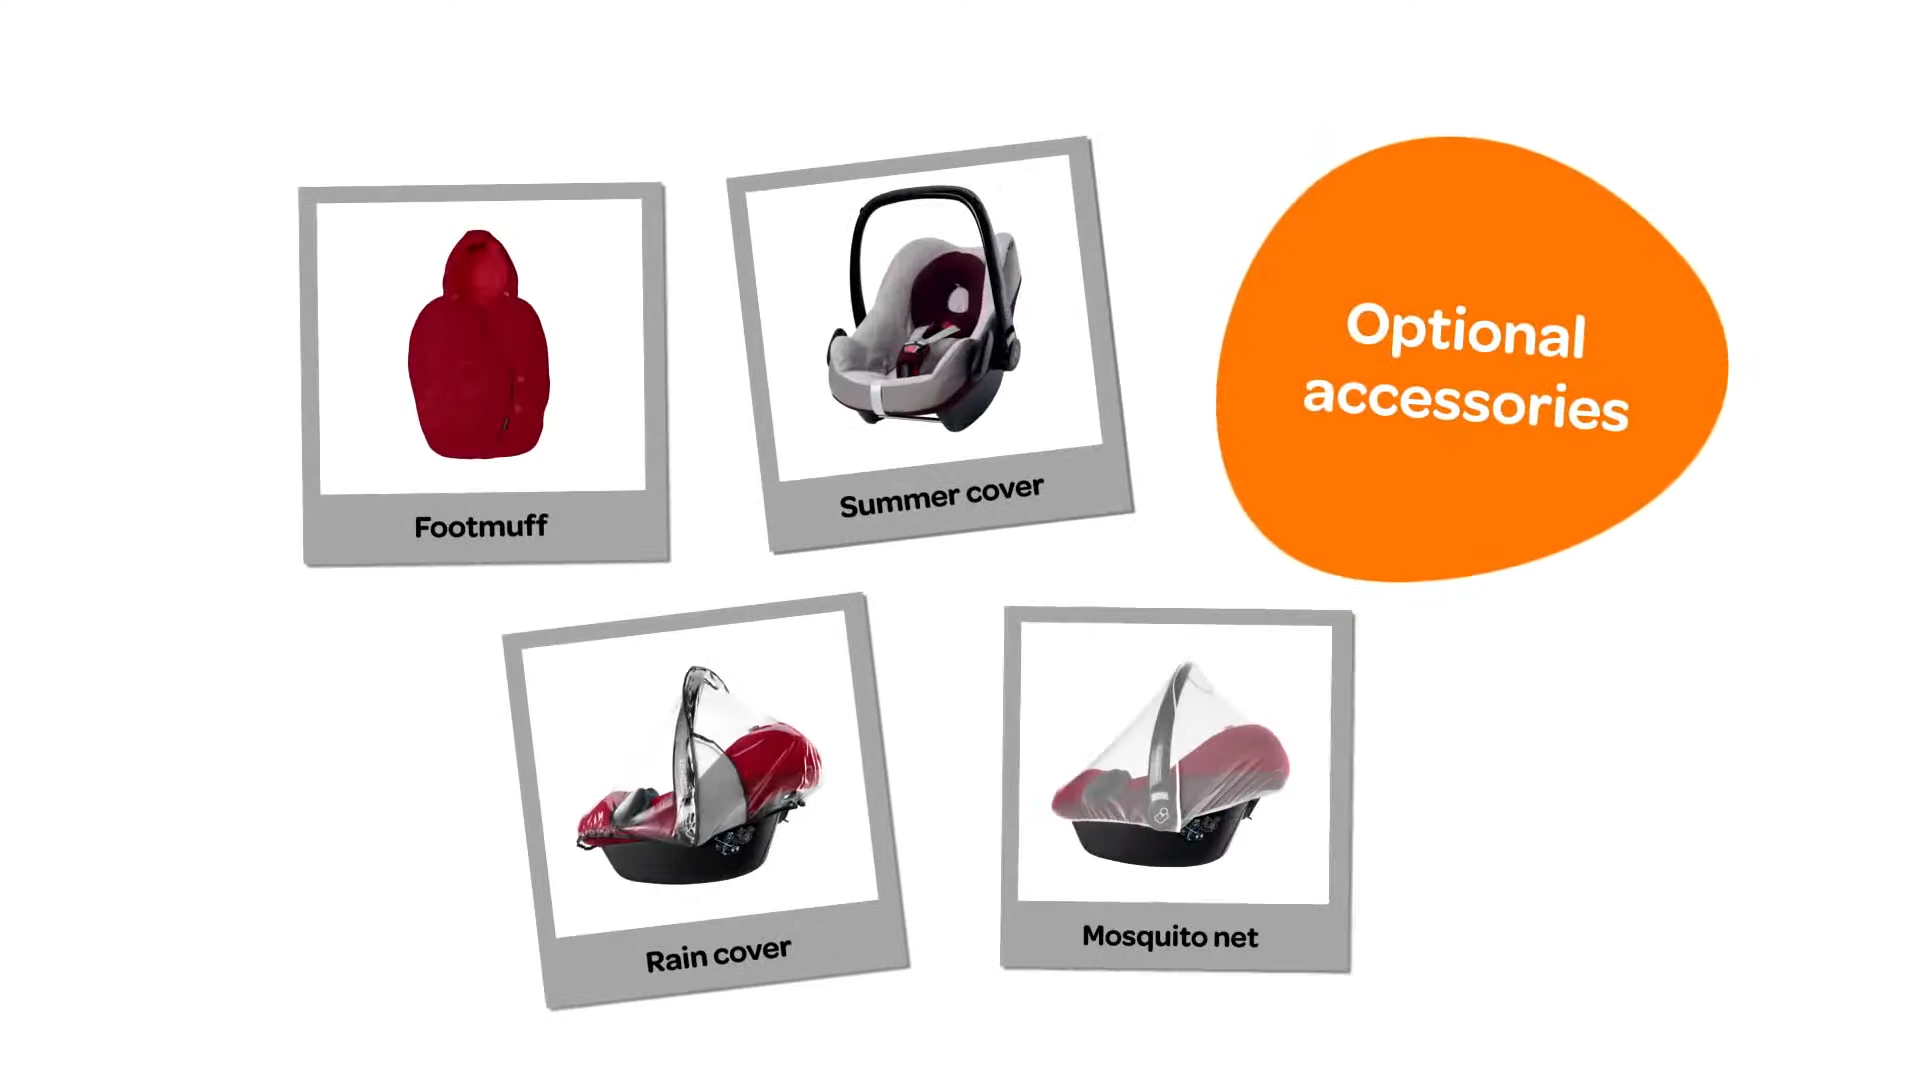 Footmuff
Summer cover
Optional
accessories
Rain cover
Mosquito net